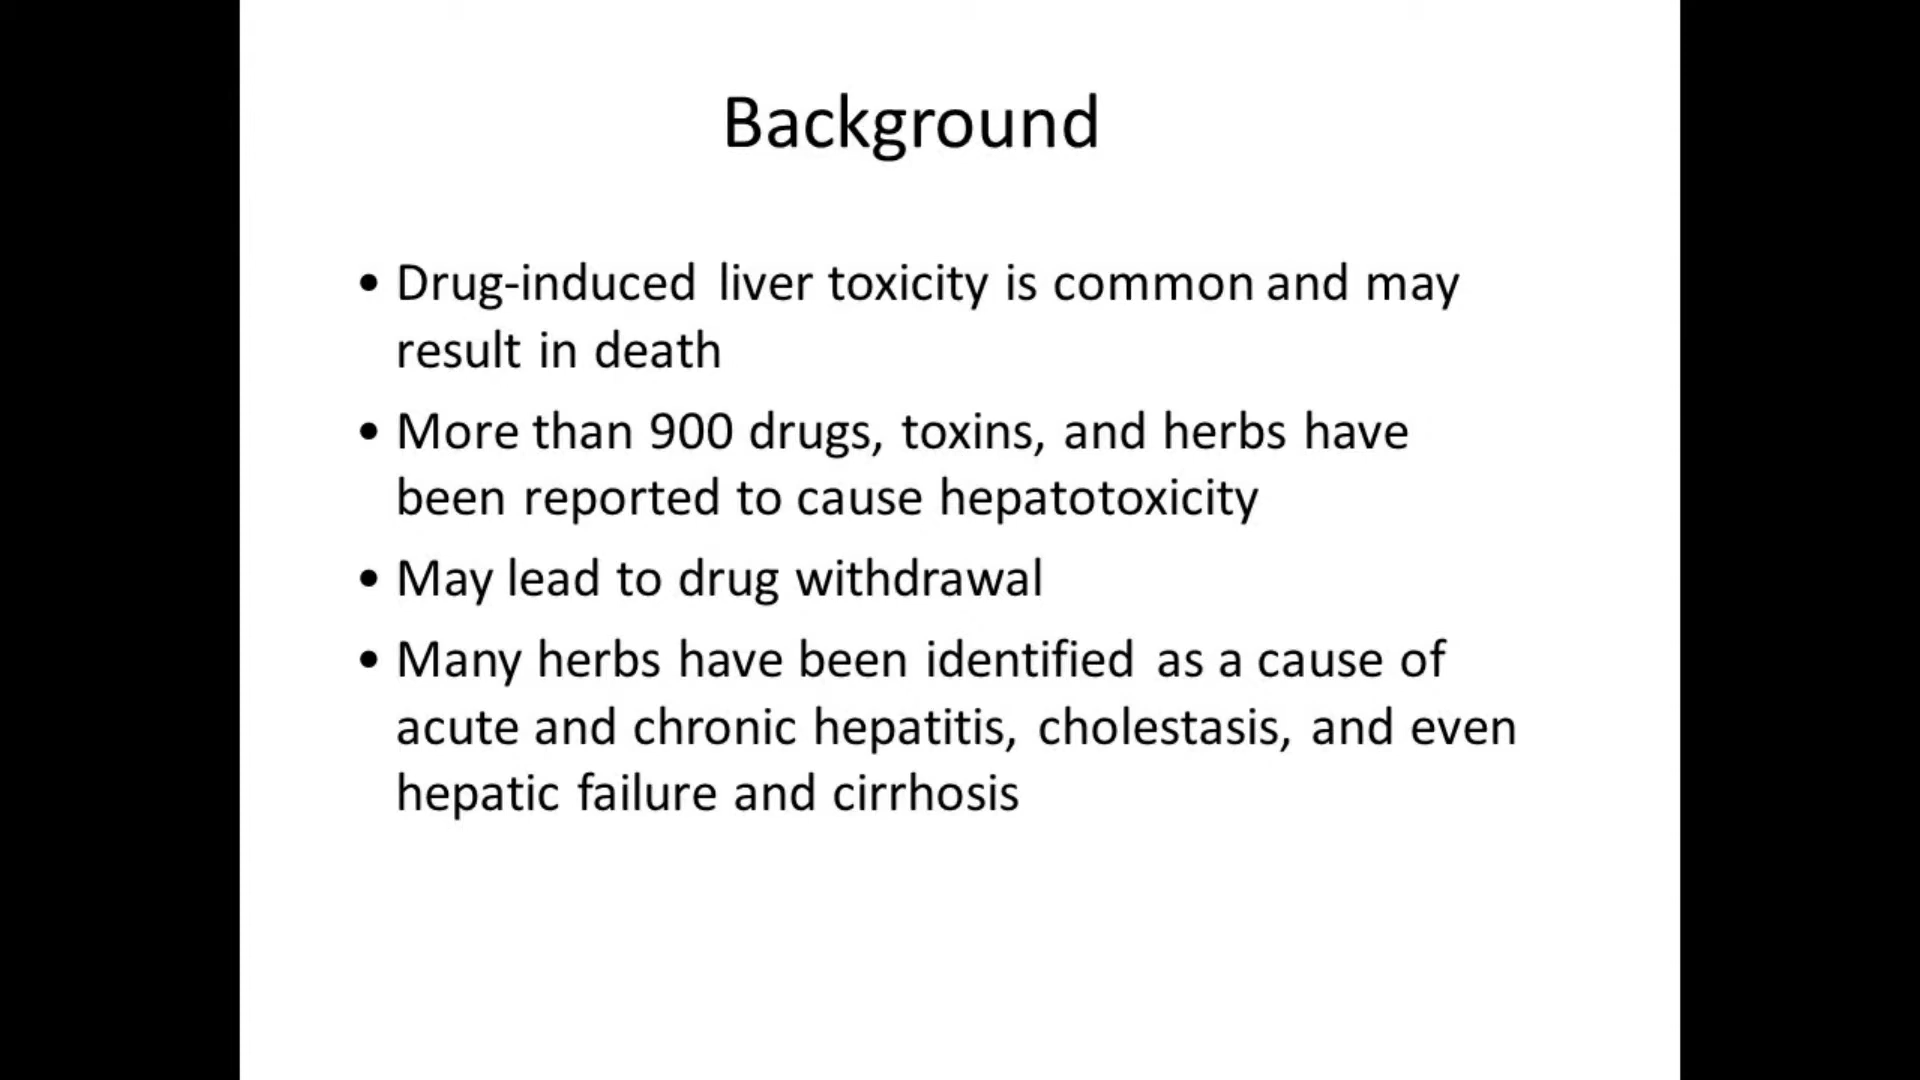 Background
• Drug-induced liver toxicity is common and may
result in death
• More than 900 drugs, toxins, and herbs have
been reported to cause hepatotoxicity
• May lead to drug withdrawal
• Many herbs have been identified as a cause of
acute and chronic hepatitis, cholestasis, and even
hepatic failure and cirrhosis